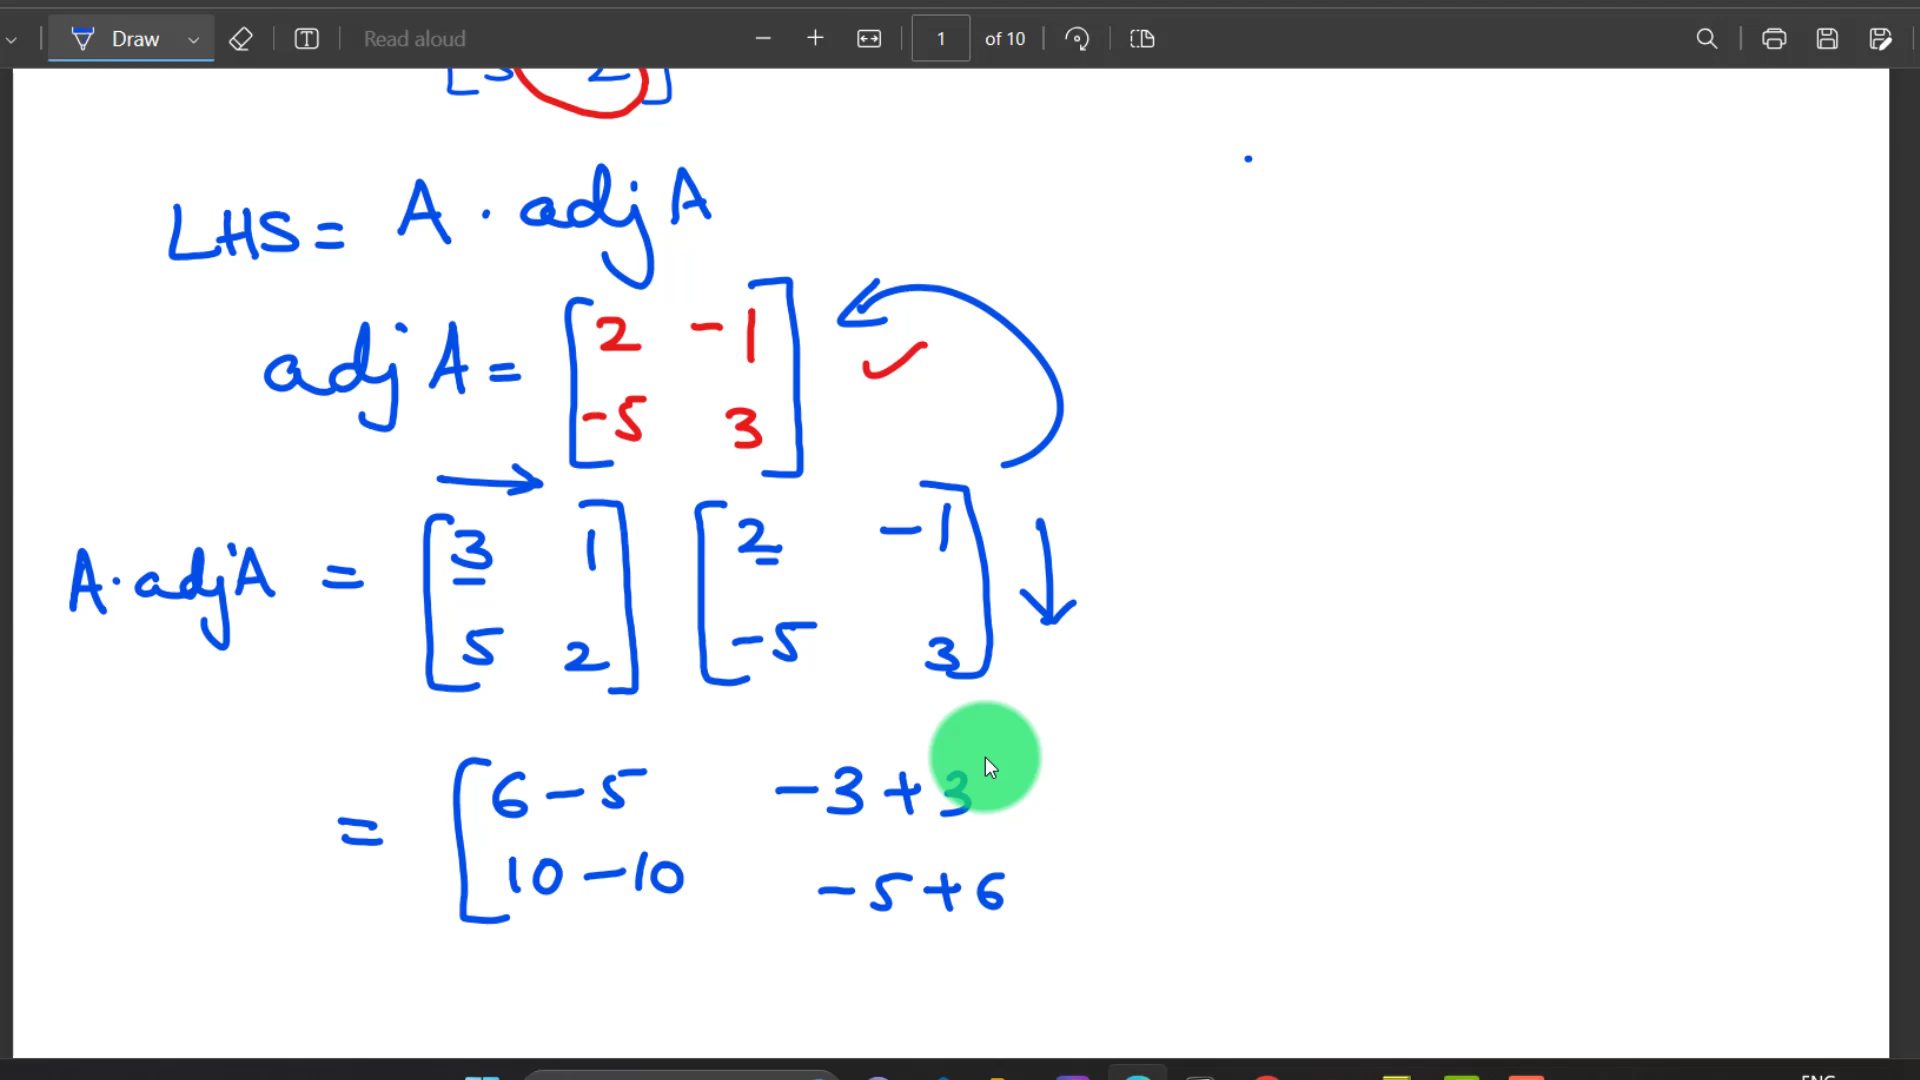 Draw Read aloud 1 of 10
LHS = A . adj A
adj A = [2 -1
-5 3]
A . adj A = [3 1 5 2] [2 -1 -5 3]
= [6 - 5 -3 + 3
10 - 10 -5 + 6
ENG